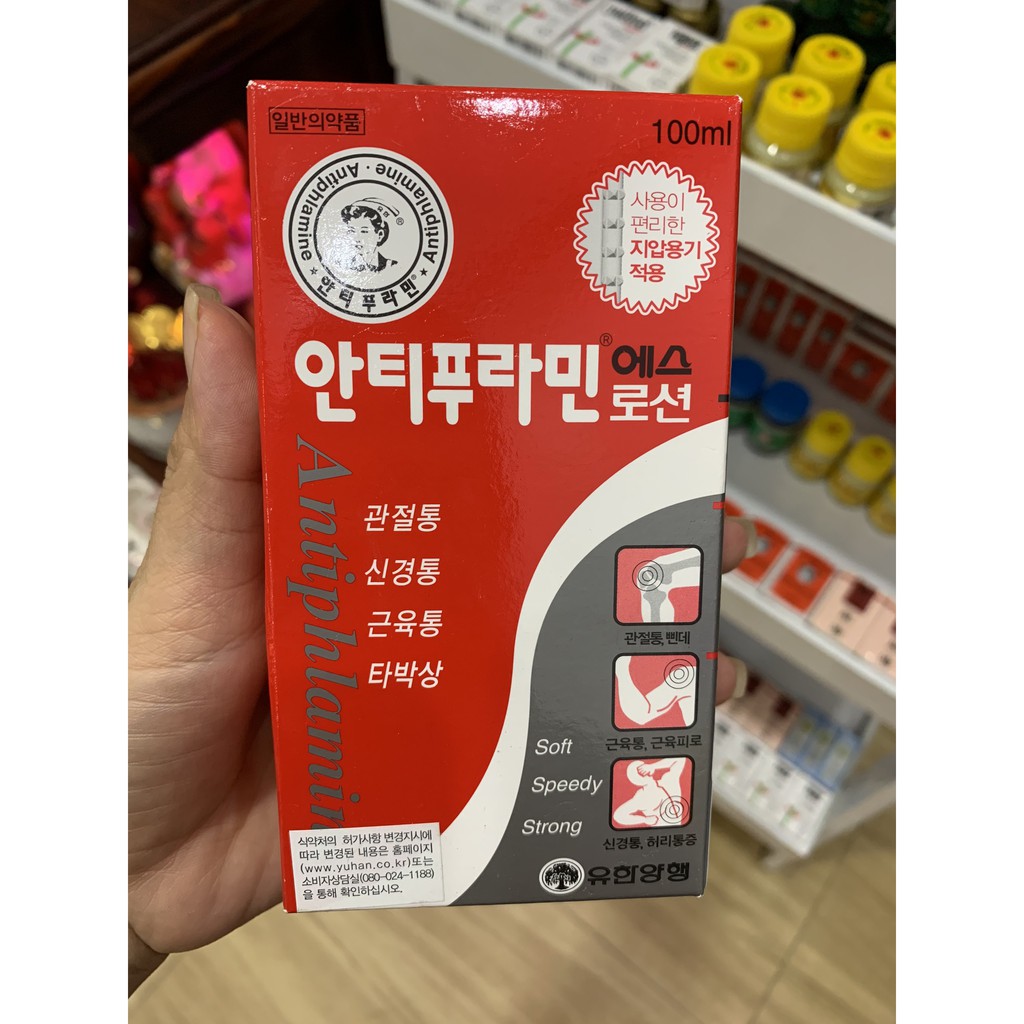 일반의약품
100ml
Antiphlamine · Antiphlamine
안티푸라민®
사용이
편리한
지압용기
적용
안티푸라민® 에스
로션
Antiphlamin
관절통
신경통
근육통
타박상
관절통, 삔데
근육통, 근육피로
신경통, 허리통증
Soft
Speedy
Strong
유한양행
식약처의 허가사항 변경지시에
따라 변경된 내용은 홈페이지
(www.yuhan.co.kr)또는
소비자상담실(080-024-1188)
을 통해 확인하십시오.